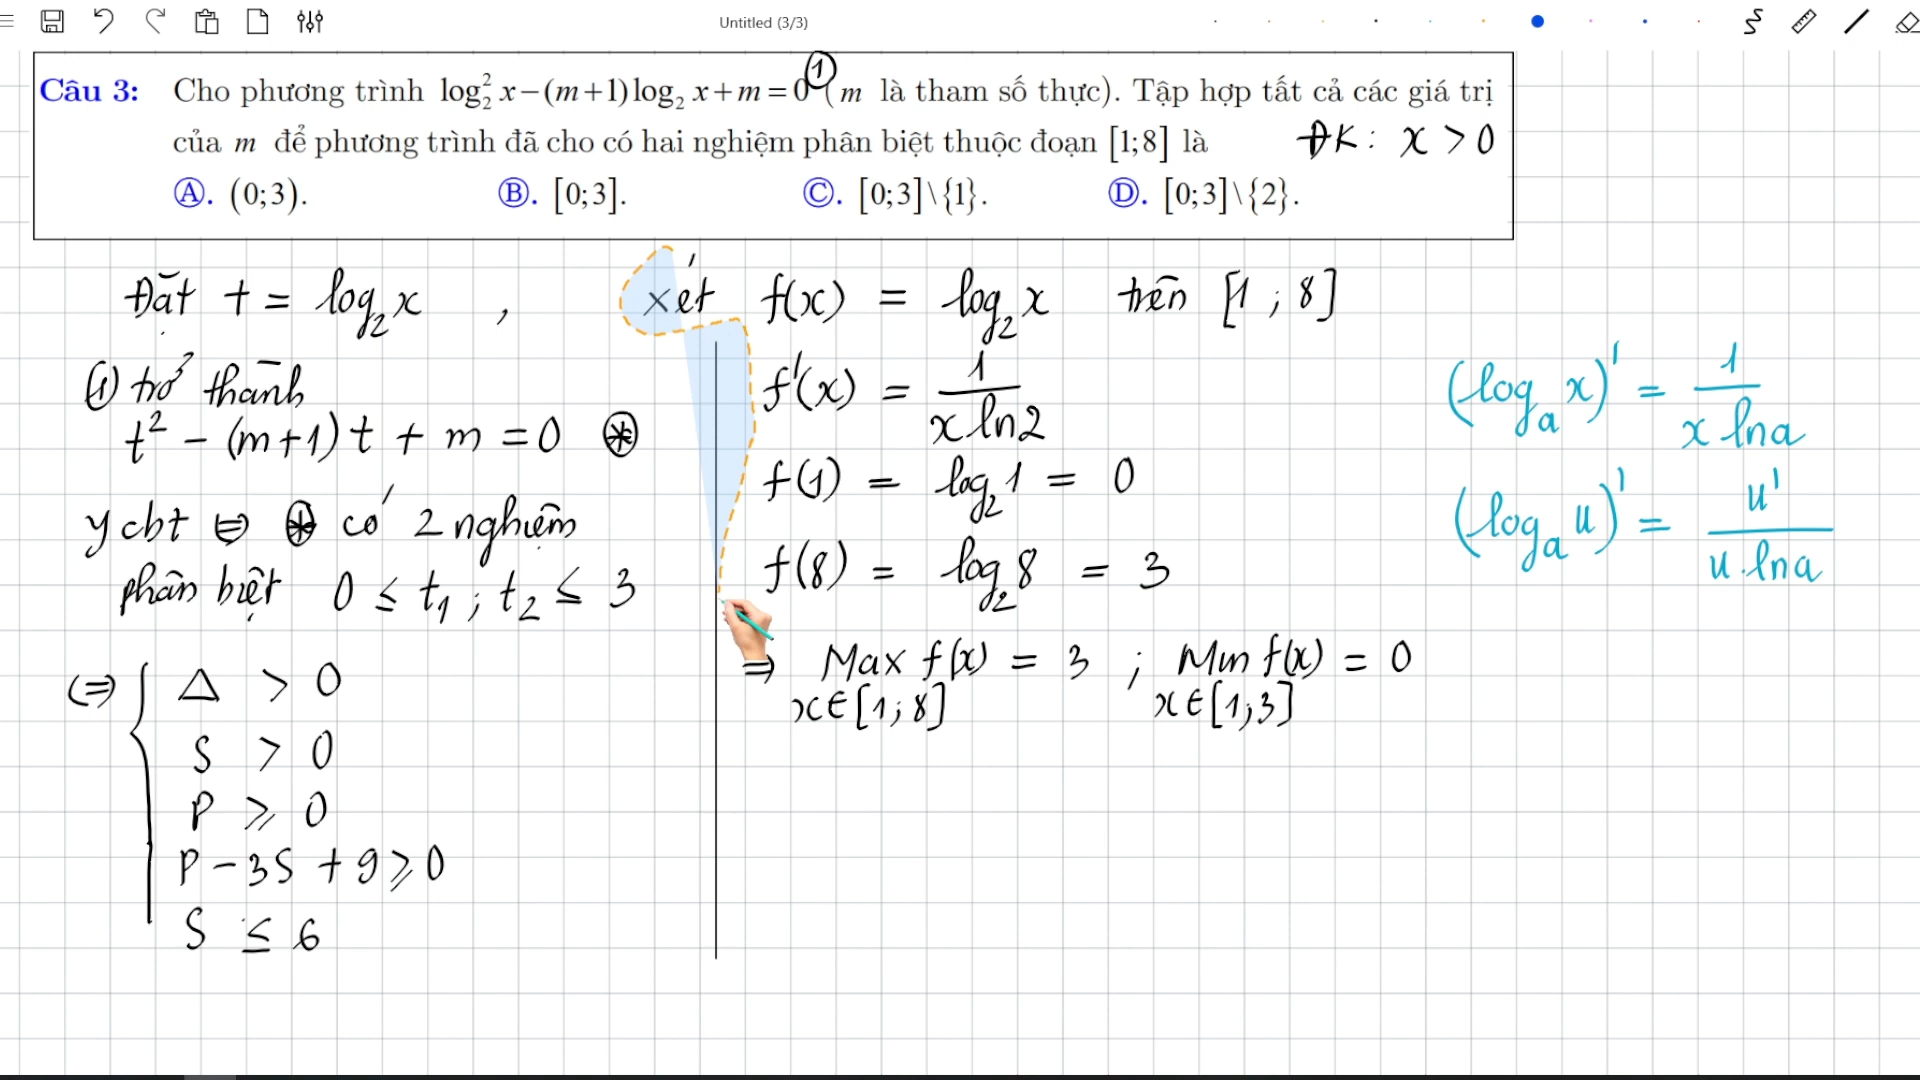 Untitled (3/3)
Câu 3: Cho phương trình log₂² x−(m+1)log₂ x+m=0 ① (m là tham số thực). Tập hợp tất cả các giá trị
của m để phương trình đã cho có hai nghiệm phân biệt thuộc đoạn [1;8] là ĐK: x > 0
Ⓐ. (0;3). Ⓑ. [0;3]. Ⓒ. [0;3]\{1}. Ⓓ. [0;3]\{2}.
Đặt t = log₂x , xét f(x) = log₂x trên [1 ; 8]
(1) trở thành
t² − (m+1)t + m = 0 ⊛
ycbt ⇔ ⊛ có 2 nghiệm
phân biệt 0 ≤ t₁ ; t₂ ≤ 3
⇔ { Δ > 0
S > 0
P ≥ 0
P − 3S + 9 ≥ 0
S ≤ 6
f'(x) = 1/(x ln2)
f(1) = log₂1 = 0
f(8) = log₂8 = 3
⇒ Max f(x) = 3 ; Min f(x) = 0
x∈[1;8] x∈[1;3]
(logₐ x)' = 1/(x lna)
(logₐ u)' = u'/(u.lna)